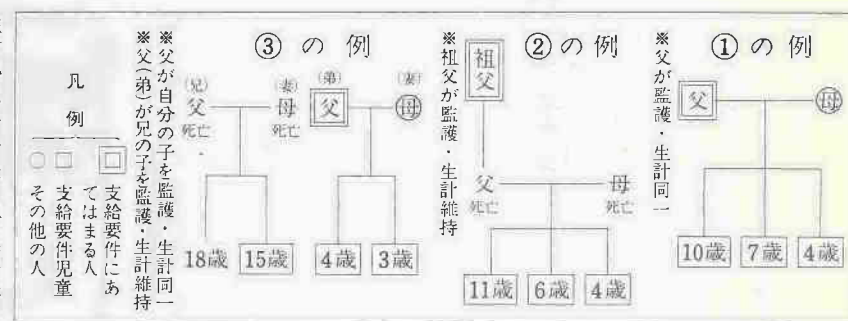 ①の例
父
母
10歳
7歳
4歳
※父が監護・生計同一
②の例
祖父
父
死亡
母
死亡
11歳
6歳
4歳
※祖父が監護・生計維持
③の例
(兄)
父
死亡
(妻)
母
死亡
(弟)
父
(妻)
母
18歳
15歳
4歳
3歳
※父が自分の子を監護・生計同一
※父(弟)が兄の子を監護・生計維持
凡例
支給要件にあ
てはまる人
支給要件児童
その他の人